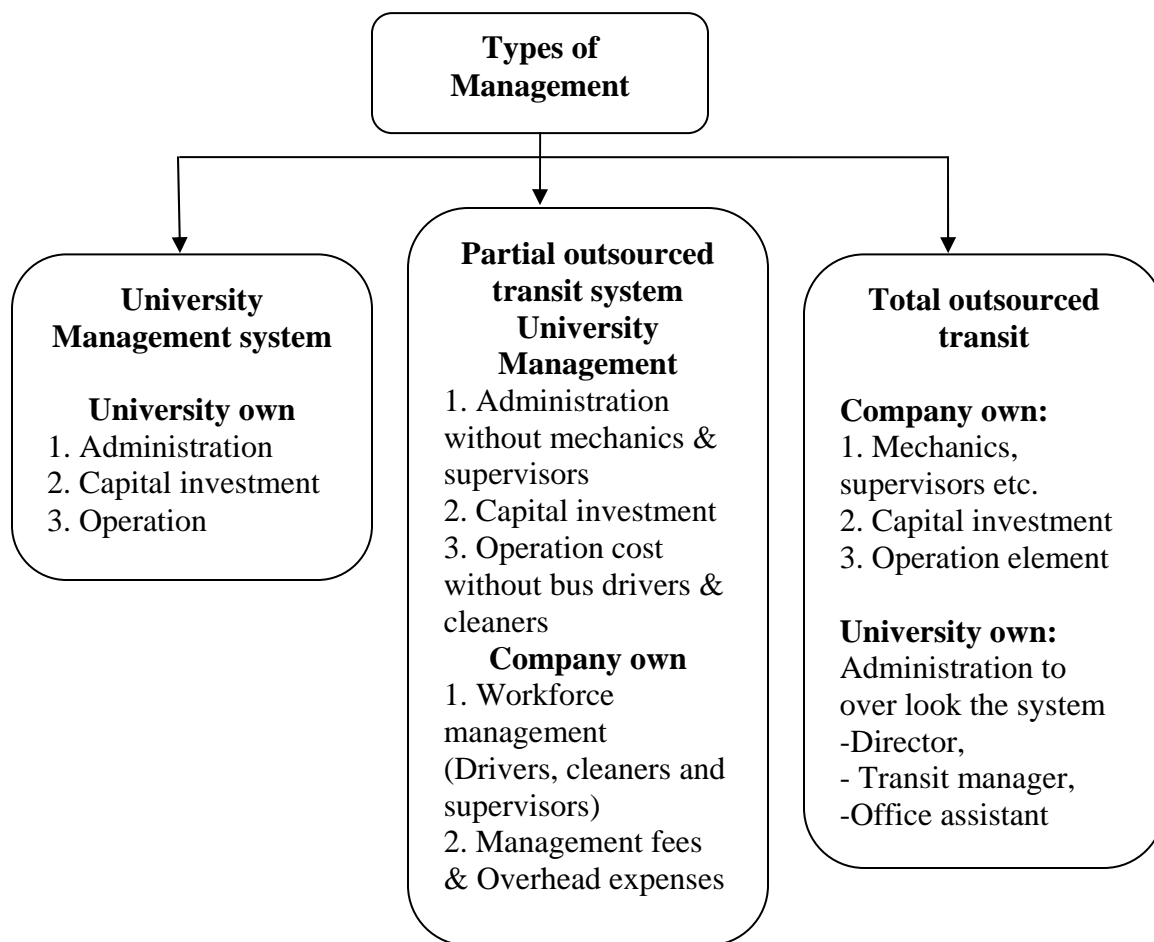 Types of
Management
University
Management system
University own
1. Administration
2. Capital investment
3. Operation
Partial outsourced
transit system
University
Management
1. Administration
without mechanics &
supervisors
2. Capital investment
3. Operation cost
without bus drivers &
cleaners
Company own
1. Workforce
management
(Drivers, cleaners and
supervisors)
2. Management fees
& Overhead expenses
Total outsourced
transit
Company own:
1. Mechanics,
supervisors etc.
2. Capital investment
3. Operation element
University own:
Administration to
over look the system
-Director,
- Transit manager,
-Office assistant